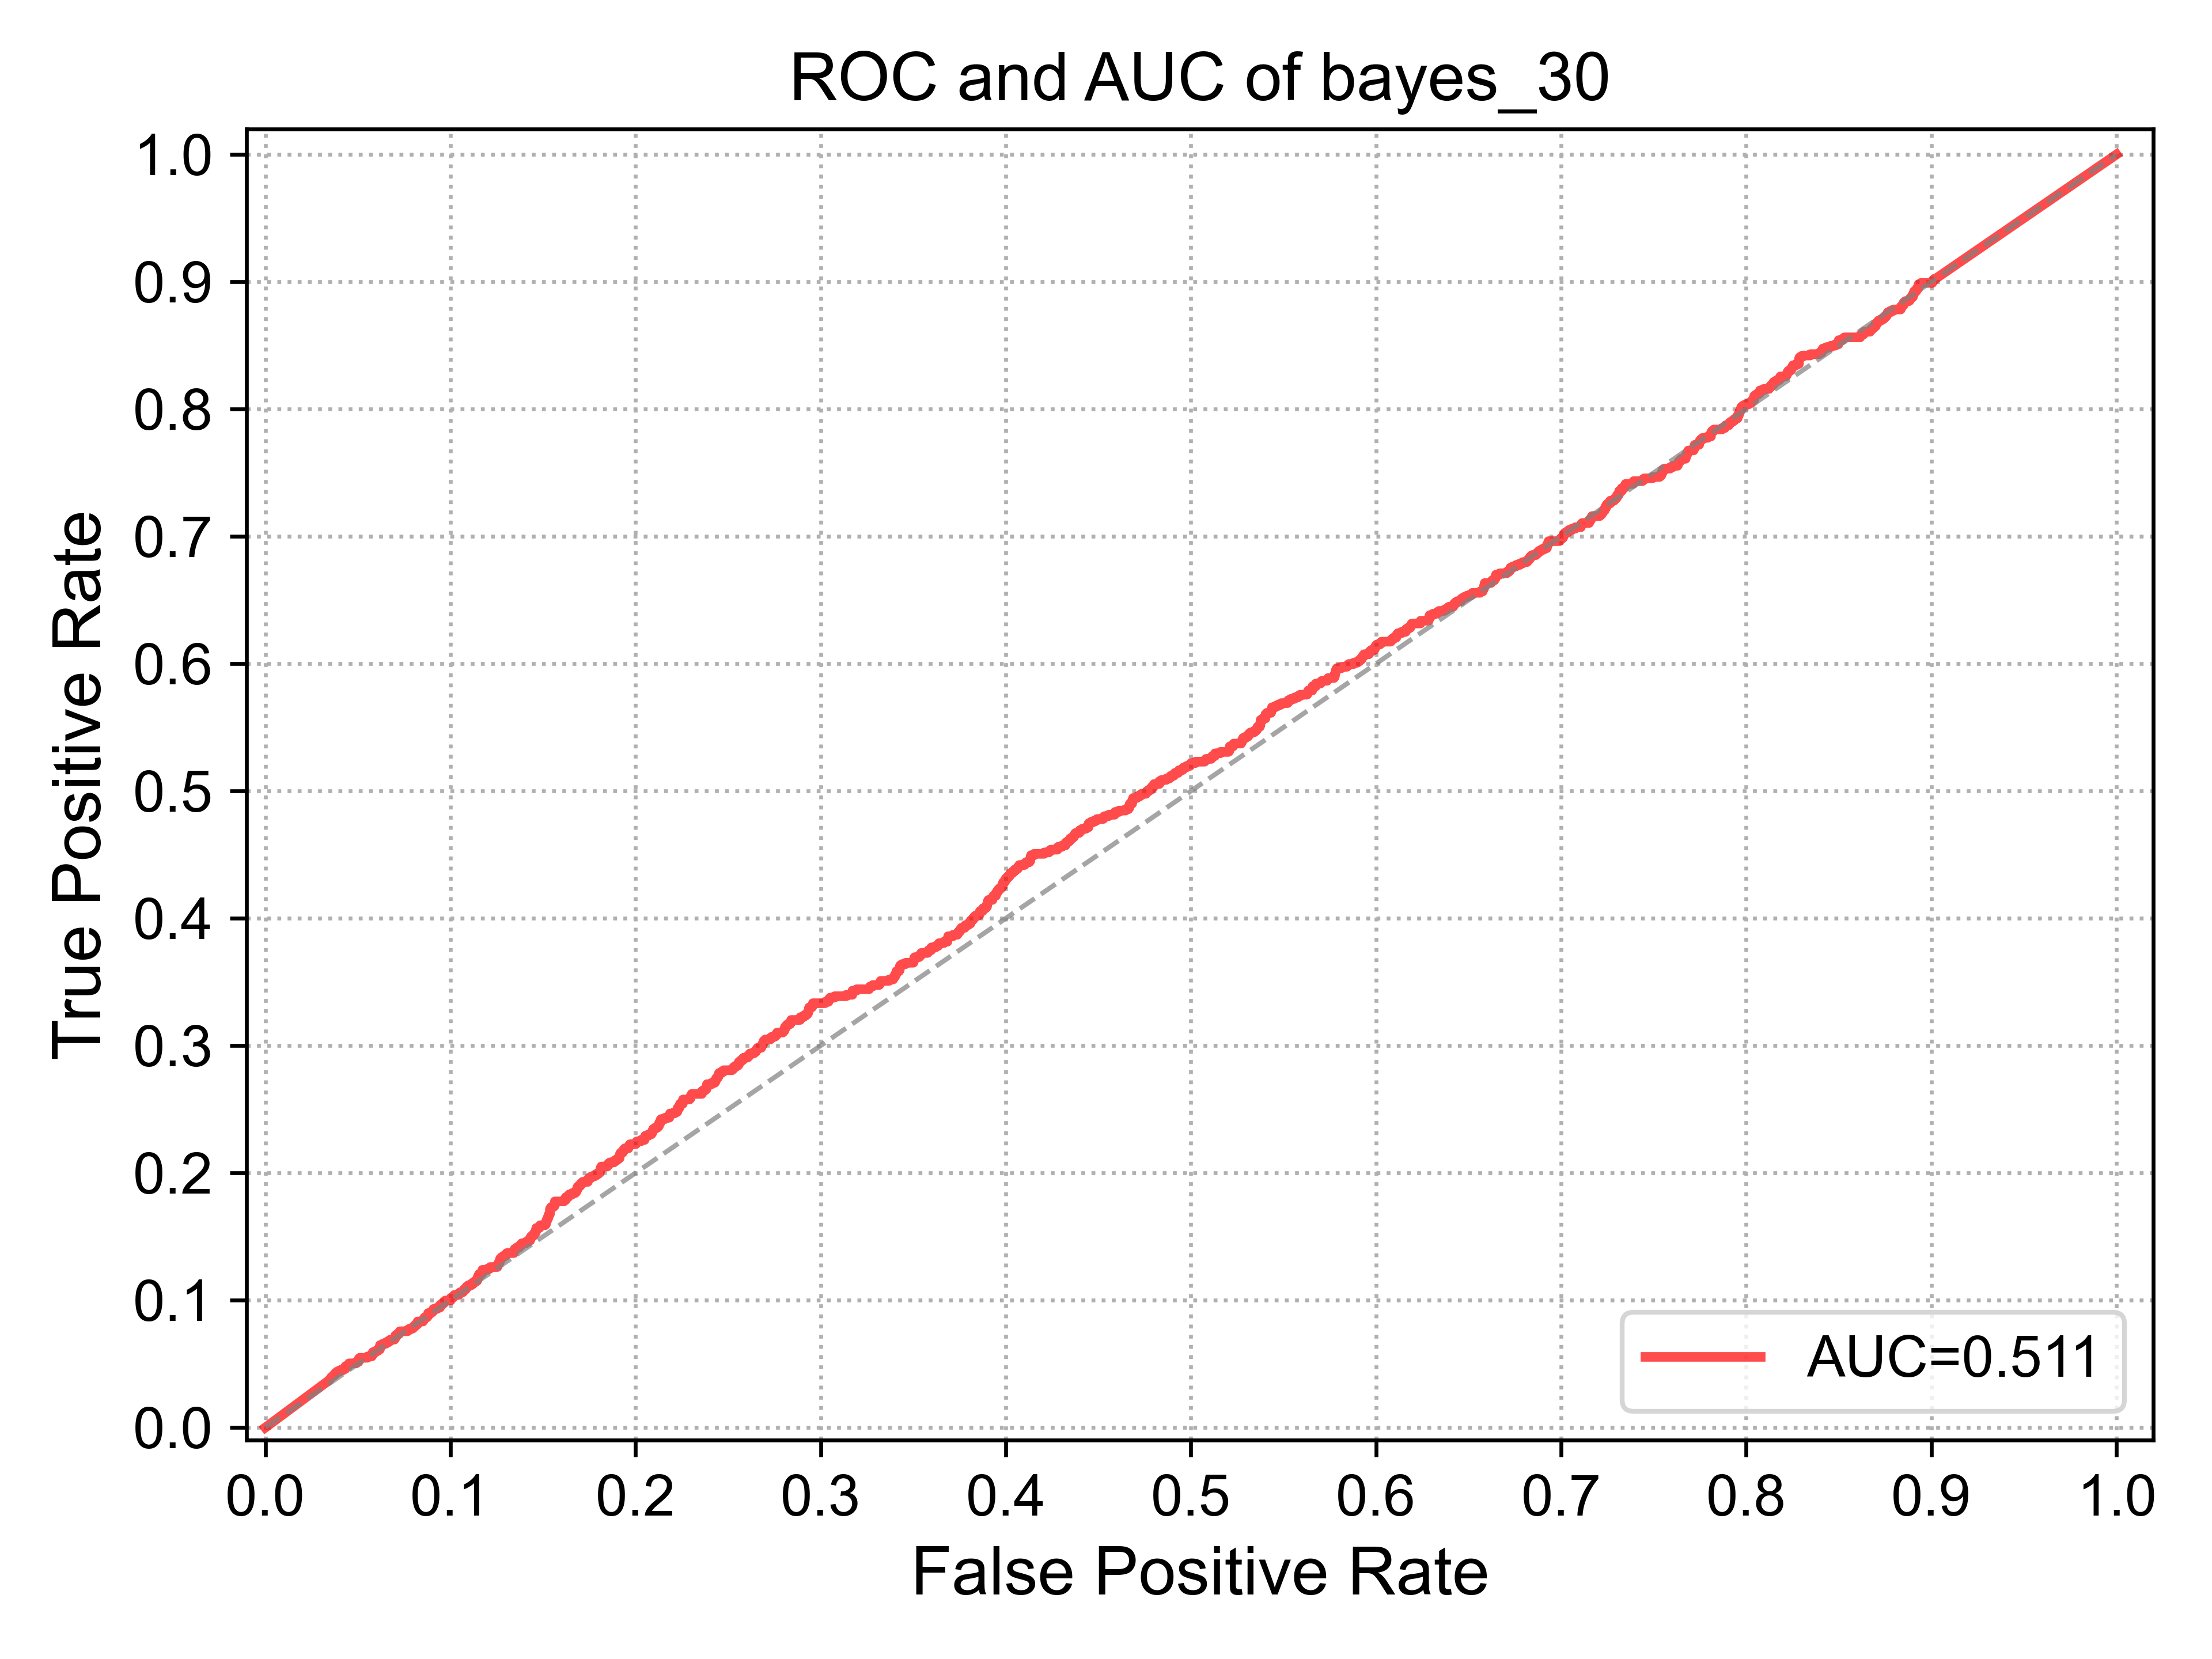 ROC and AUC of bayes_30
True Positive Rate
1.0
0.9
0.8
0.7
0.6
0.5
0.4
0.3
0.2
0.1
0.0
AUC=0.511
0.0 0.1 0.2 0.3 0.4 0.5 0.6 0.7 0.8 0.9 1.0
False Positive Rate